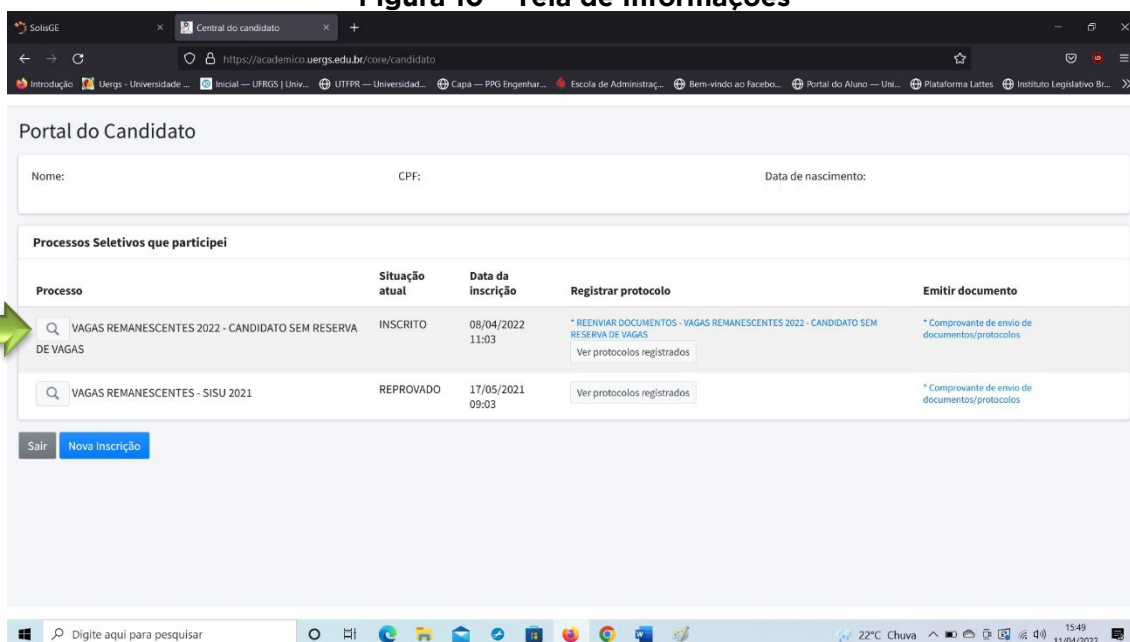 Figura 10 – Tela de informações
SolisGE
Central do candidato
https://academico.uergs.edu.br/core/candidato
Introdução
Uergs - Universidade ...
Inicial — UFRGS | Univ...
UTFPR — Universidad...
Capa — PPG Engenhar...
Escola de Administraç...
Bem-vindo ao Facebo...
Portal do Aluno — Uni...
Plataforma Lattes
Instituto Legislativo Br...
Portal do Candidato
Nome: CPF: Data de nascimento:
Processos Seletivos que participei
Processo
Situação atual
Data da inscrição
Registrar protocolo
Emitir documento
VAGAS REMANESCENTES 2022 - CANDIDATO SEM RESERVA
DE VAGAS
INSCRITO
08/04/2022
11:03
* REENVIAR DOCUMENTOS - VAGAS REMANESCENTES 2022 - CANDIDATO SEM
RESERVA DE VAGAS
Ver protocolos registrados
* Comprovante de envio de
documentos/protocolos
VAGAS REMANESCENTES - SISU 2021
REPROVADO
17/05/2021
09:03
Ver protocolos registrados
* Comprovante de envio de
documentos/protocolos
Sair
Nova Inscrição
Digite aqui para pesquisar
22°C Chuva
15:49
11/04/2022